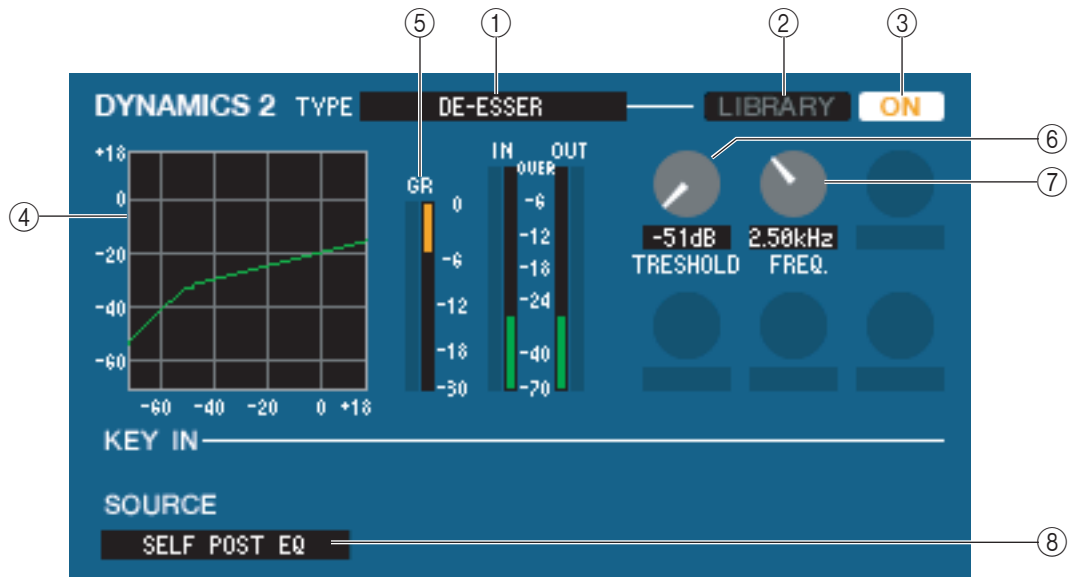 ⑤ ① ② ③
DYNAMICS 2 TYPE DE-ESSER LIBRARY ON
+18 0 -20 -40 -60
-60 -40 -20 0 +18
④
GR
0
-6
-12
-18
-30
IN OUT
OVER
-6
-12
-18
-24
-40
-70
⑥
⑦
-51dB 2.50kHz
TRESHOLD FREQ.
KEY IN
SOURCE
SELF POST EQ
⑧